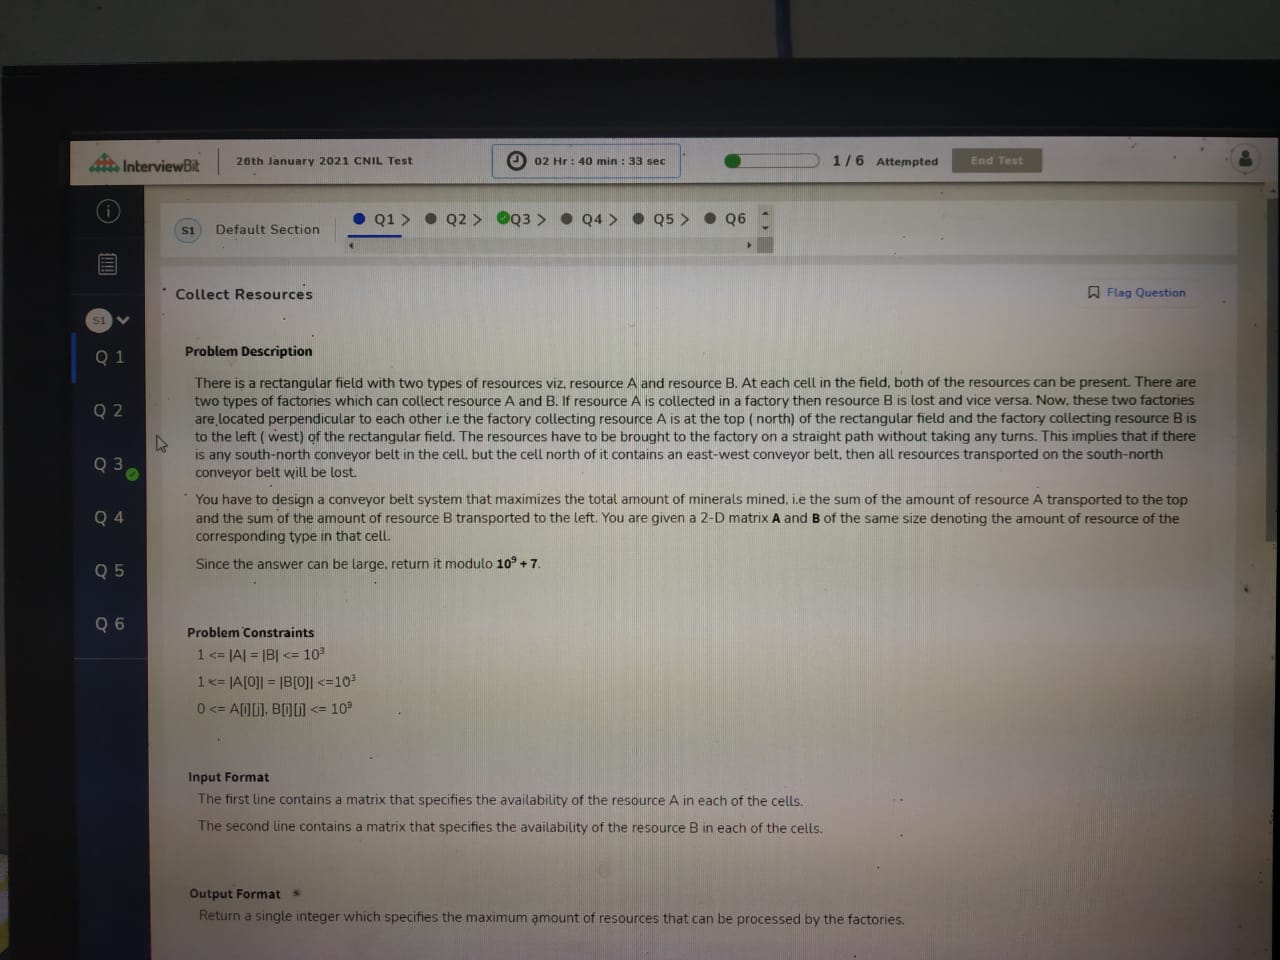 InterviewBit
26th January 2021 CNIL Test
02 Hr : 40 min : 33 sec
1 / 6 Attempted
End Test
S1 Default Section
Q1 > Q2 > Q3 > Q4 > Q5 > Q6
S1
Q 1
Q 2
Q 3
Q 4
Q 5
Q 6
Collect Resources
Flag Question
Problem Description
There is a rectangular field with two types of resources viz, resource A and resource B. At each cell in the field, both of the resources can be present. There are
two types of factories which can collect resource A and B. If resource A is collected in a factory then resource B is lost and vice versa. Now, these two factories
are located perpendicular to each other i.e the factory collecting resource A is at the top ( north) of the rectangular field and the factory collecting resource B is
to the left ( west) of the rectangular field. The resources have to be brought to the factory on a straight path without taking any turns. This implies that if there
is any south-north conveyor belt in the cell, but the cell north of it contains an east-west conveyor belt, then all resources transported on the south-north
conveyor belt will be lost.
You have to design a conveyor belt system that maximizes the total amount of minerals mined, i.e the sum of the amount of resource A transported to the top
and the sum of the amount of resource B transported to the left. You are given a 2-D matrix A and B of the same size denoting the amount of resource of the
corresponding type in that cell.
Since the answer can be large, return it modulo 10⁹ + 7.
Problem Constraints
1 <= |A| = |B| <= 10³
1 <= |A[0]| = |B[0]| <=10³
0 <= A[i][j], B[i][j] <= 10⁹
Input Format
The first line contains a matrix that specifies the availability of the resource A in each of the cells.
The second line contains a matrix that specifies the availability of the resource B in each of the cells.
Output Format
Return a single integer which specifies the maximum amount of resources that can be processed by the factories.